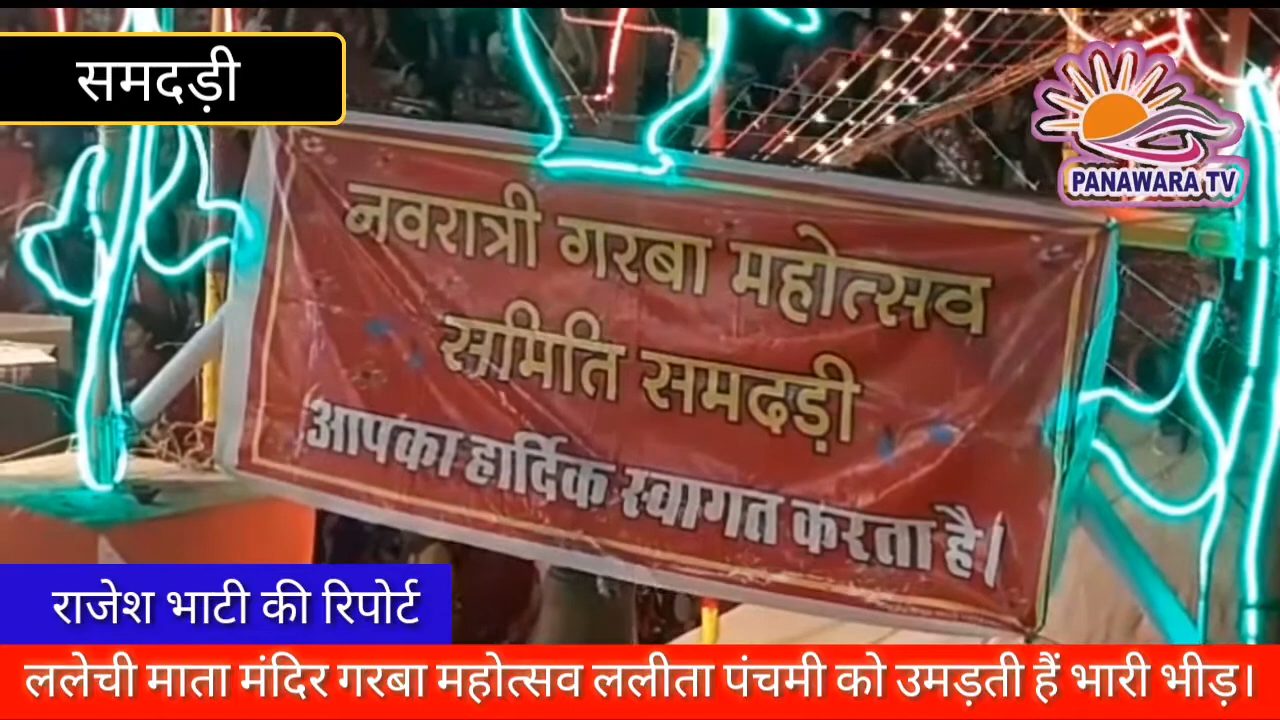 समदड़ी
PANAWARA TV
नवरात्री गरबा महोत्सव
समिति समदड़ी
आपका हार्दिक स्वागत करता है।
राजेश भाटी की रिपोर्ट
ललेची माता मंदिर गरबा महोत्सव ललीता पंचमी को उमड़ती हैं भारी भीड़।